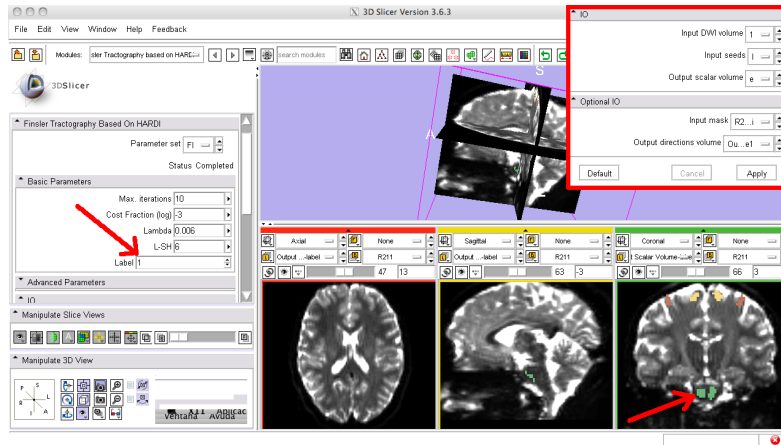 3D Slicer Version 3.6.3
File Edit View Window Help Feedback
Modules: sler Tractography based on HARDI
search modules
3DSlicer
Finsler Tractography Based On HARDI
Parameter set FI
Status Completed
Basic Parameters
Max. iterations 10
Cost Fraction (log) -3
Lambda 0.006
L-SH 6
Label 1
Advanced Parameters
IO
Manipulate Slice Views
Manipulate 3D View
P S
R L
I A
Ventana Ayuda
S
A
IO
Input DWI volume 1
Input seeds I
Output scalar volume e
Optional IO
Input mask R2...i
Output directions volume Ou...e1
Default Cancel Apply
Axial None
Output ...-label R211
47 13
Sagittal None
Output ...-label R211
63 -3
Coronal None
t Scalar Volume-label R211
66 3